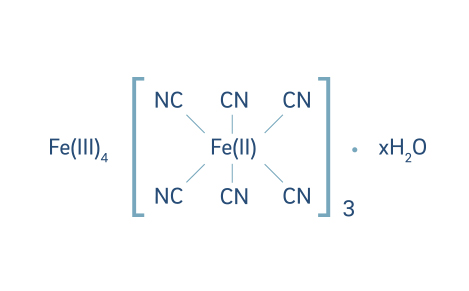 NC CN CN
Fe(III)₄ Fe(II) · xH₂O
NC CN CN
3